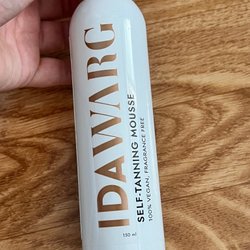 IDAWARG
SELF-TANNING MOUSSE
100% VEGAN, FRAGRANCE FREE
150 ml